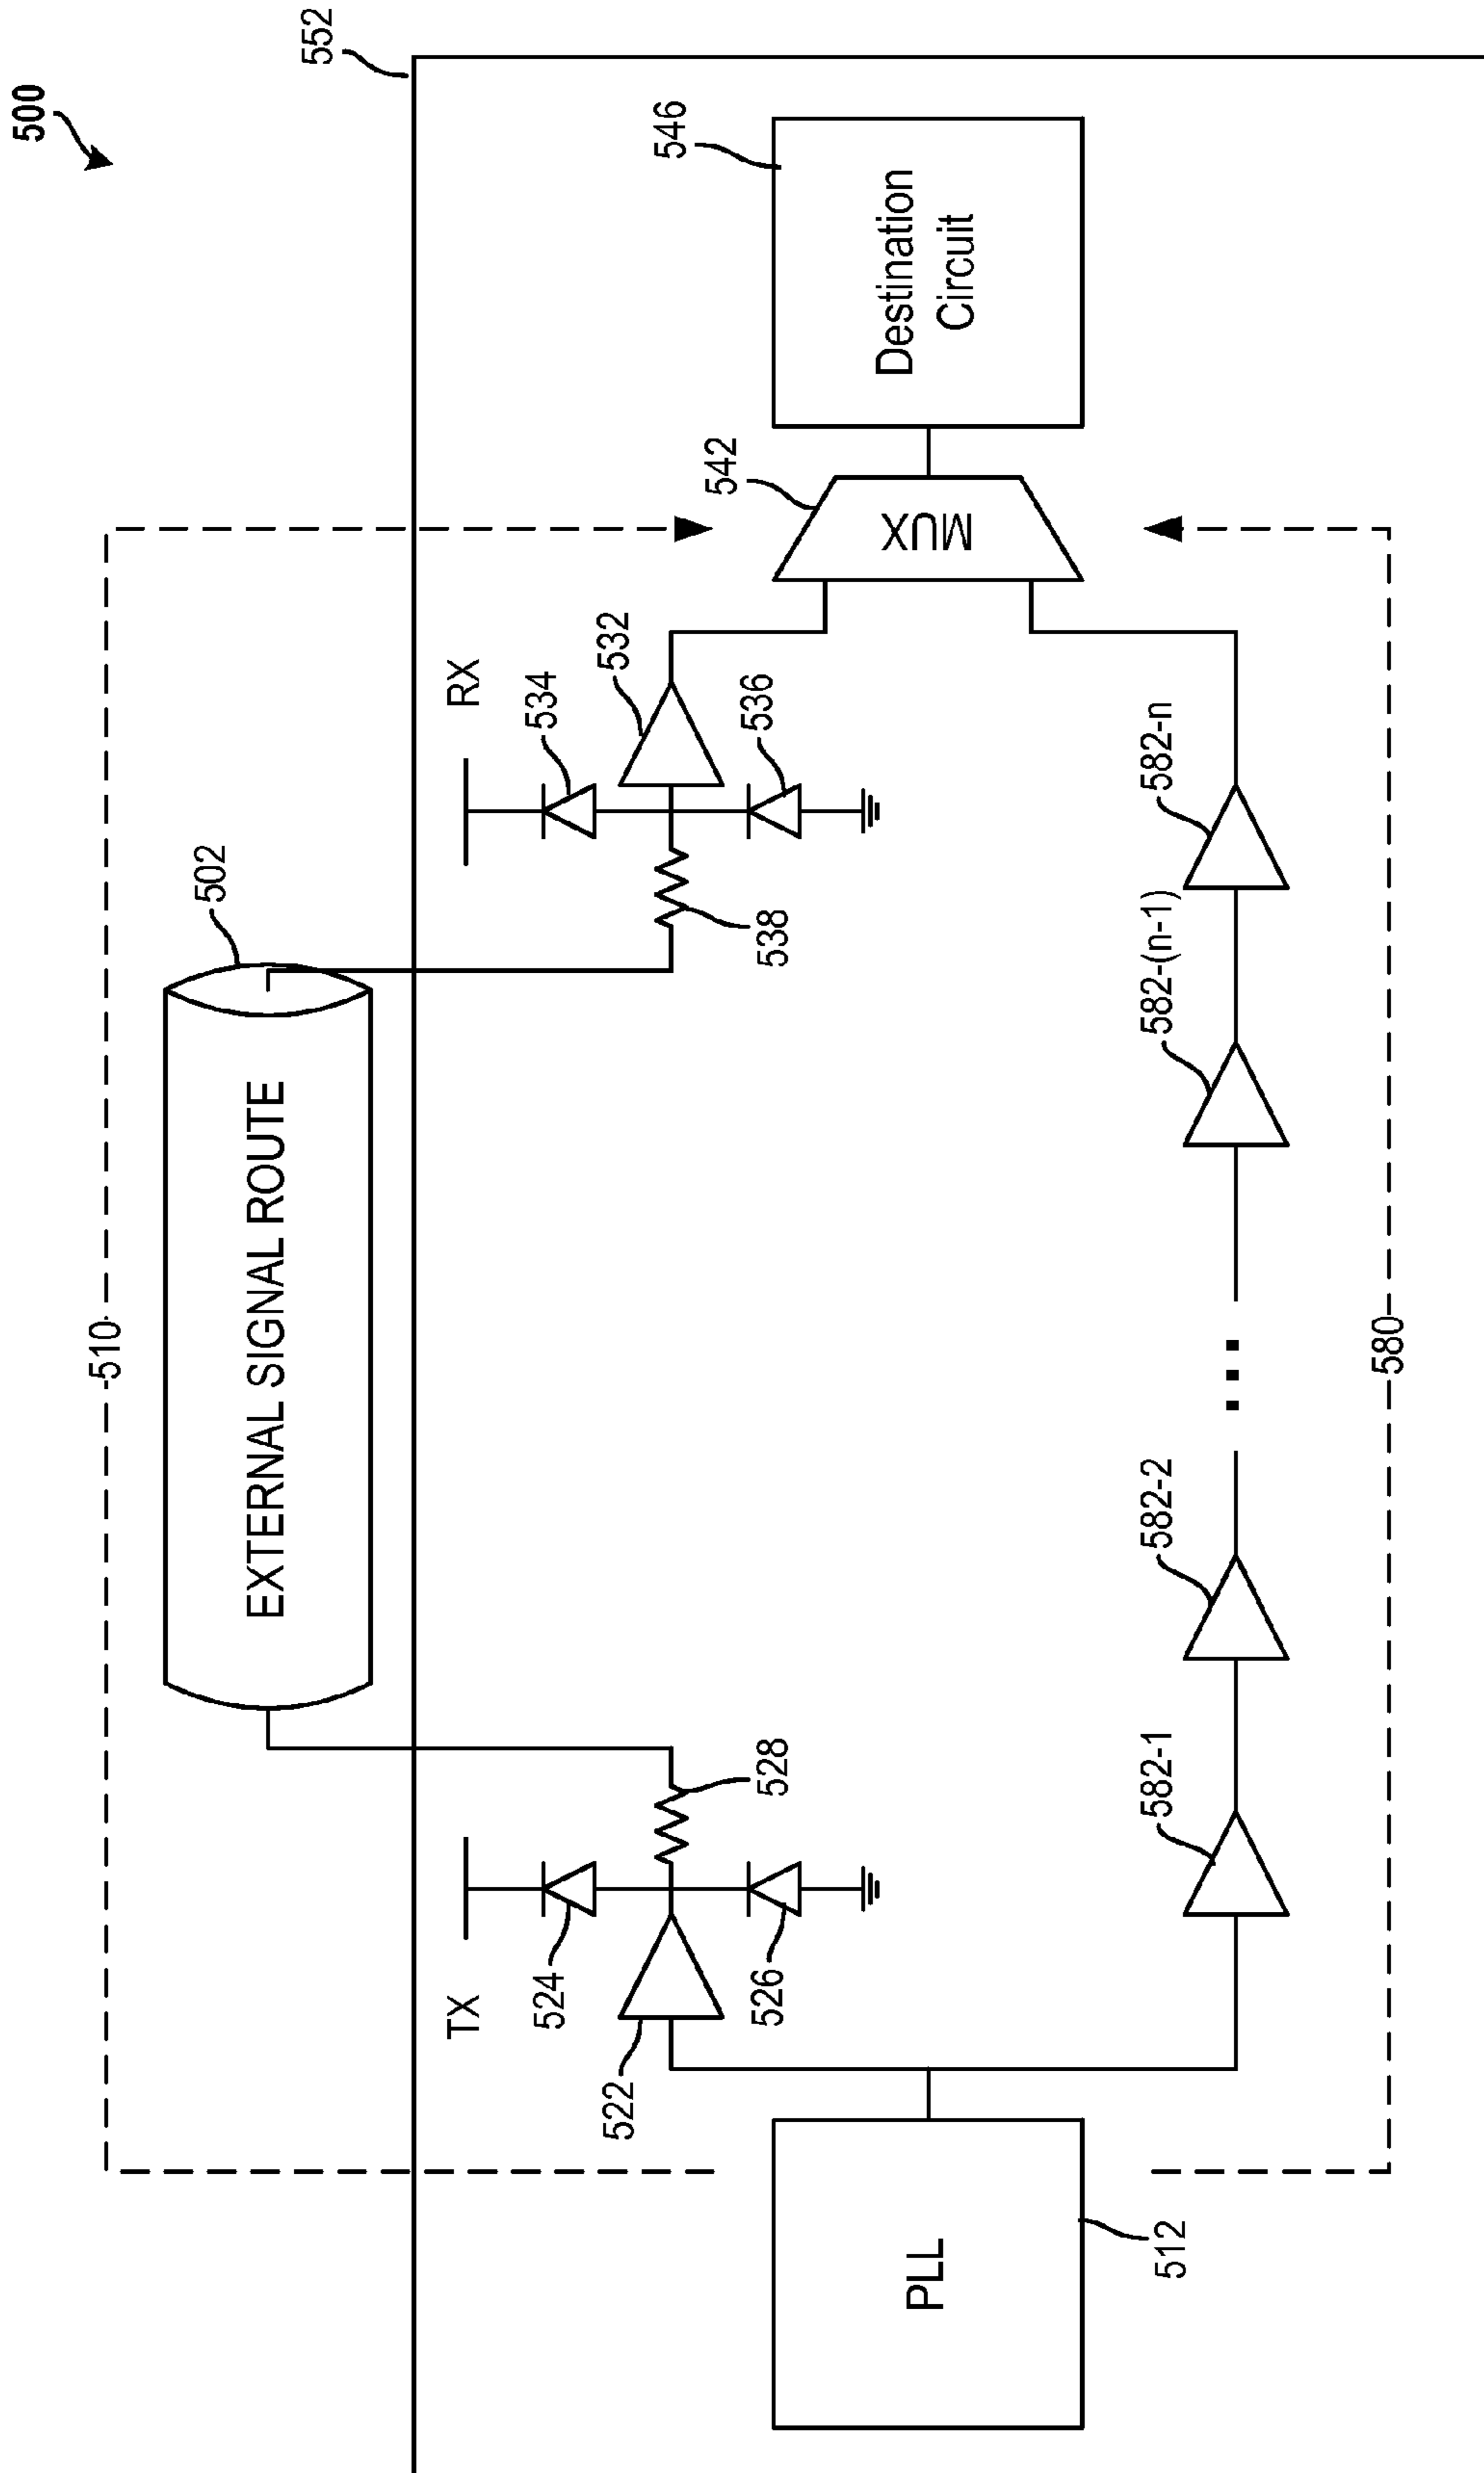 500
552
510
502
EXTERNAL SIGNAL ROUTE
TX
RX
524
534
522
532
526
528
538
536
542
546
PLL
MUX
Destination
Circuit
512
582-1
582-2
582-(n-1)
582-n
580